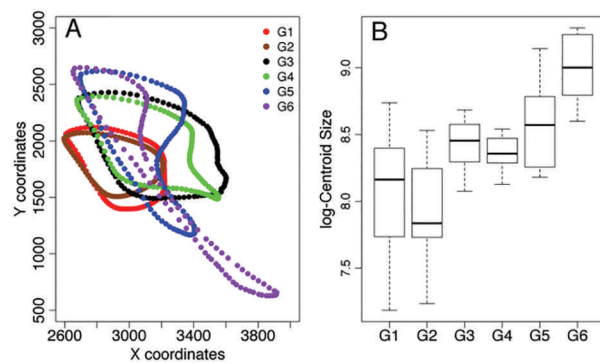 A
G1
G2
G3
G4
G5
G6
Y coordinates
3000
2500
2000
1500
1000
500
2600 3000 3400 3800
X coordinates
B
log-Centroid Size
9.0
8.5
8.0
7.5
G1 G2 G3 G4 G5 G6